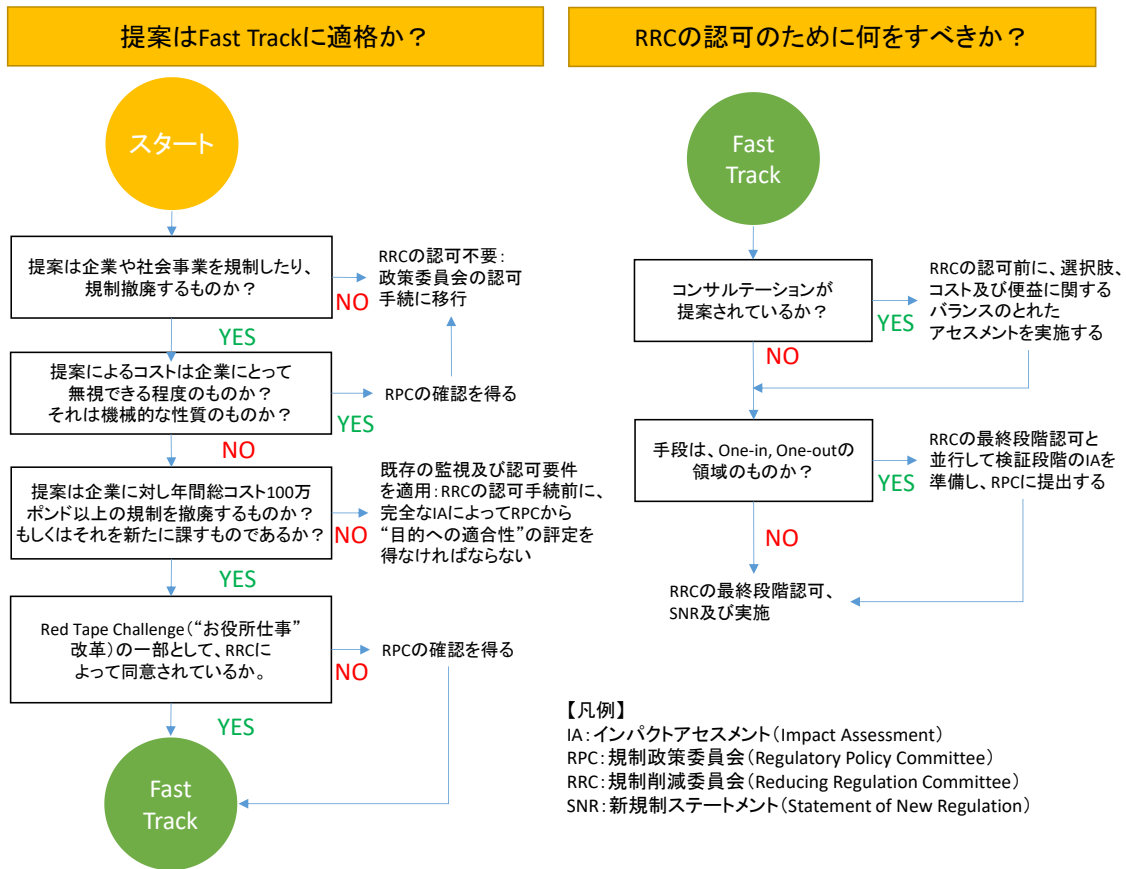 提案はFast Trackに適格か？
スタート
提案は企業や社会事業を規制したり、
規制撤廃するものか？
NO
RRCの認可不要：
政策委員会の認可
手続に移行
YES
提案によるコストは企業にとって
無視できる程度のものか？
それは機械的な性質のものか？
YES
RPCの確認を得る
NO
提案は企業に対し年間総コスト100万
ポンド以上の規制を撤廃するものか？
もしくはそれを新たに課すものであるか？
NO
既存の監視及び認可要件
を適用：RRCの認可手続前に、
完全なIAによってRPCから
“目的への適合性”の評定を
得なければならない
YES
Red Tape Challenge（“お役所仕事”
改革）の一部として、RRCに
よって同意されているか。
NO
RPCの確認を得る
YES
Fast
Track
RRCの認可のために何をすべきか？
Fast
Track
コンサルテーションが
提案されているか？
YES
RRCの認可前に、選択肢、
コスト及び便益に関する
バランスのとれた
アセスメントを実施する
NO
手段は、One-in, One-outの
領域のものか？
YES
RRCの最終段階認可と
並行して検証段階のIAを
準備し、RPCに提出する
NO
RRCの最終段階認可、
SNR及び実施
【凡例】
IA：インパクトアセスメント（Impact Assessment）
RPC：規制政策委員会（Regulatory Policy Committee）
RRC：規制削減委員会（Reducing Regulation Committee）
SNR：新規制ステートメント（Statement of New Regulation）